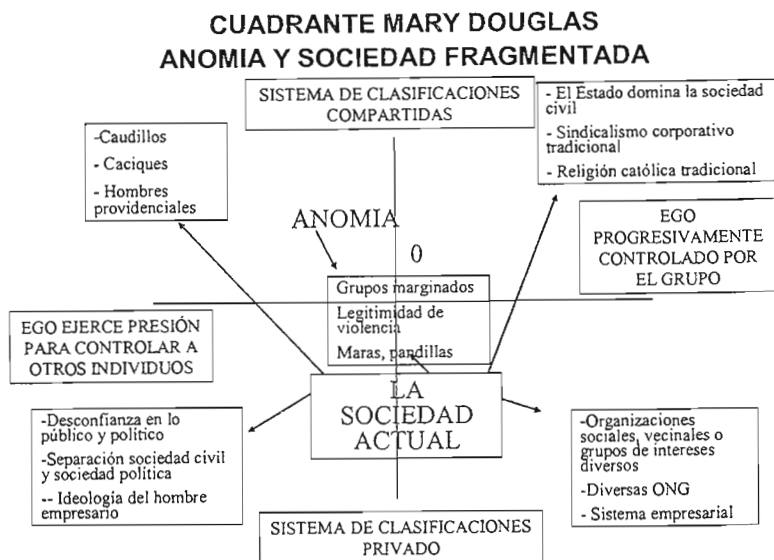 CUADRANTE MARY DOUGLAS
ANOMIA Y SOCIEDAD FRAGMENTADA
SISTEMA DE CLASIFICACIONES
COMPARTIDAS
- El Estado domina la sociedad
civil
- Sindicalismo corporativo
tradicional
- Religión católica tradicional
-Caudillos
- Caciques
- Hombres
providenciales
ANOMIA
0
EGO
PROGRESIVAMENTE
CONTROLADO POR
EL GRUPO
Grupos marginados
Legitimidad de
violencia
Maras, pandillas
EGO EJERCE PRESIÓN
PARA CONTROLAR A
OTROS INDIVIDUOS
LA
SOCIEDAD
ACTUAL
-Desconfianza en lo
público y político
-Separación sociedad civil
y sociedad política
-- Ideología del hombre
empresario
-Organizaciones
sociales, vecinales o
grupos de intereses
diversos
-Diversas ONG
- Sistema empresarial
SISTEMA DE CLASIFICACIONES
PRIVADO